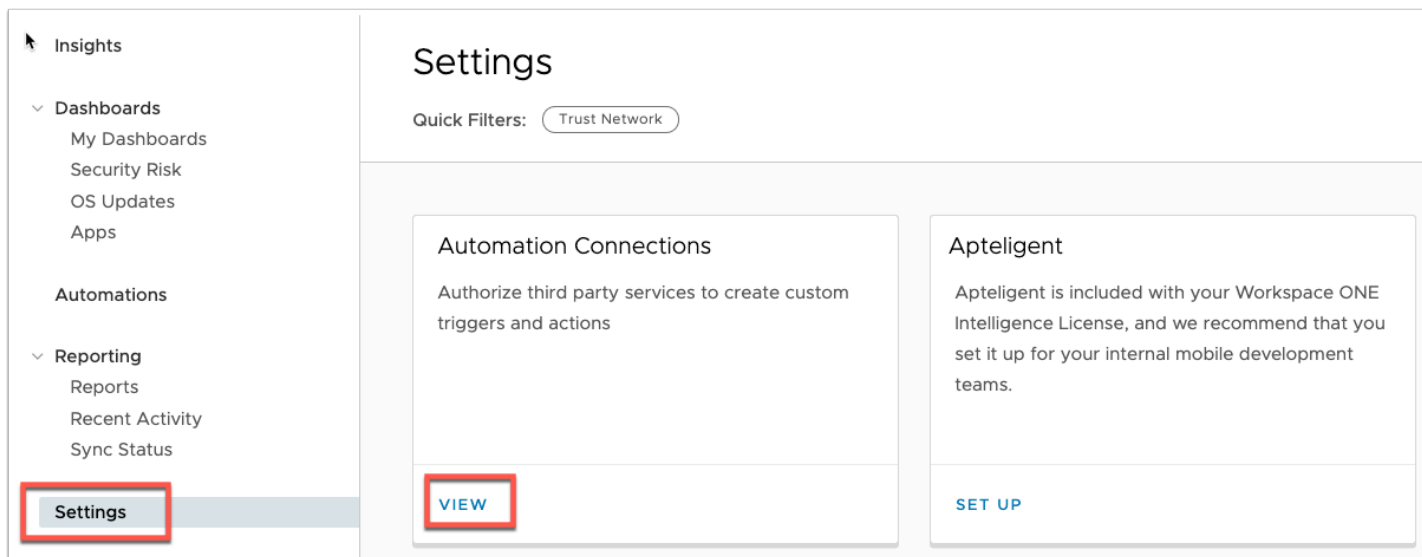 Insights
Dashboards
My Dashboards
Security Risk
OS Updates
Apps
Automations
Reporting
Reports
Recent Activity
Sync Status
Settings
Settings
Quick Filters: Trust Network
Automation Connections
Authorize third party services to create custom
triggers and actions
VIEW
Apteligent
Apteligent is included with your Workspace ONE
Intelligence License, and we recommend that you
set it up for your internal mobile development
teams.
SET UP